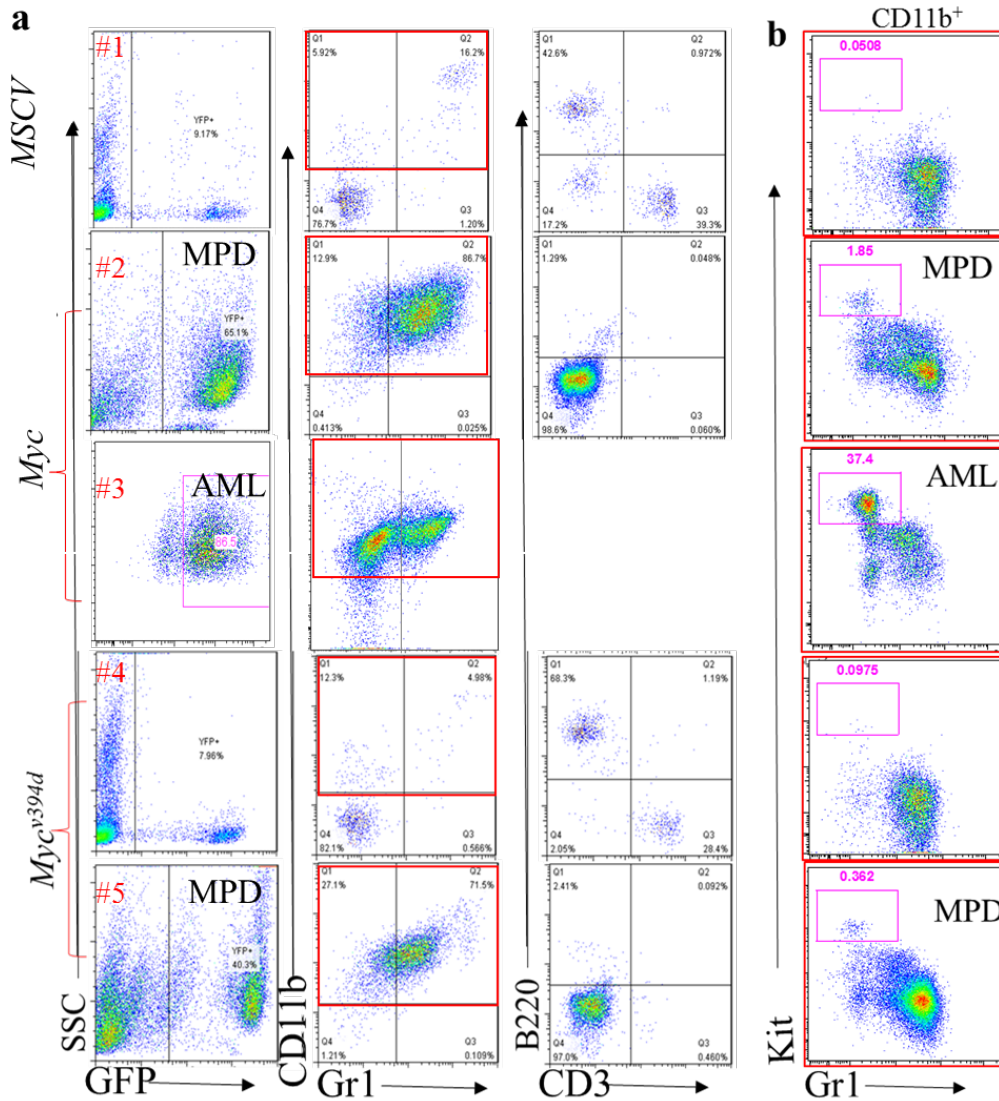 a
b
CD11b+
MSCV
#1
YFP+
9.17%
Q1
5.92%
Q2
16.2%
Q4
76.7%
Q3
1.20%
Q1
42.6%
Q2
0.972%
Q4
17.2%
Q3
39.3%
0.0508
Myc
#2
MPD
YFP+
65.1%
Q1
12.9%
Q2
86.7%
Q4
0.413%
Q3
0.025%
Q1
1.29%
Q2
0.048%
Q4
98.6%
Q3
0.060%
1.85
MPD
#3
AML
37.4
AML
Myc^v394d
#4
YFP+
7.96%
Q1
12.3%
Q2
4.98%
Q4
82.1%
Q3
0.566%
Q1
68.3%
Q2
1.19%
Q4
2.05%
Q3
28.4%
0.0975
#5
MPD
YFP+
40.3%
Q1
27.1%
Q2
71.5%
Q4
1.21%
Q3
0.109%
Q1
2.41%
Q2
0.092%
Q4
97.0%
Q3
0.460%
0.362
MPD
SSC
GFP
CD11b
Gr1
B220
CD3
Kit
Gr1